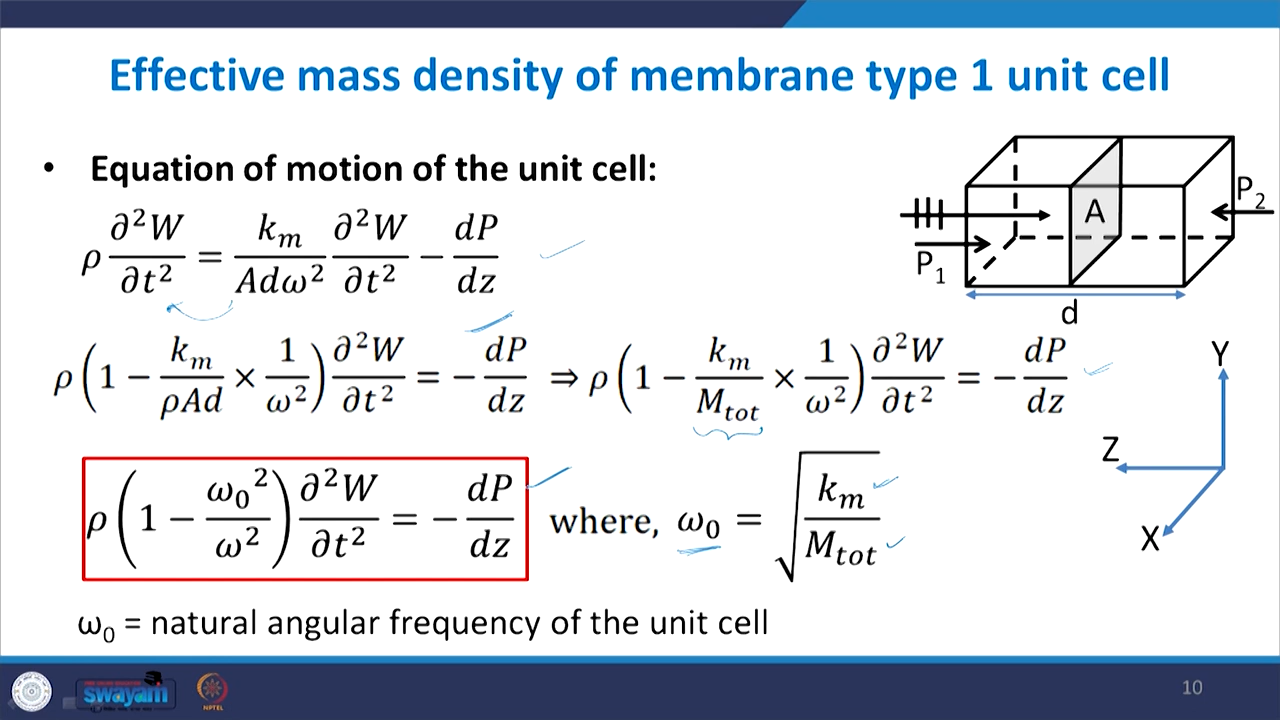 Effective mass density of membrane type 1 unit cell
• Equation of motion of the unit cell:
ρ ∂²W/∂t² = k_m/(Adω²) ∂²W/∂t² − dP/dz
ρ(1 − k_m/(ρAd) × 1/ω²) ∂²W/∂t² = − dP/dz ⇒ ρ(1 − k_m/M_tot × 1/ω²) ∂²W/∂t² = − dP/dz
ρ(1 − ω₀²/ω²) ∂²W/∂t² = − dP/dz where, ω₀ = √(k_m/M_tot)
ω₀ = natural angular frequency of the unit cell
A
P₂
P₁
d
Y
Z
X
swayam
NPTEL
10